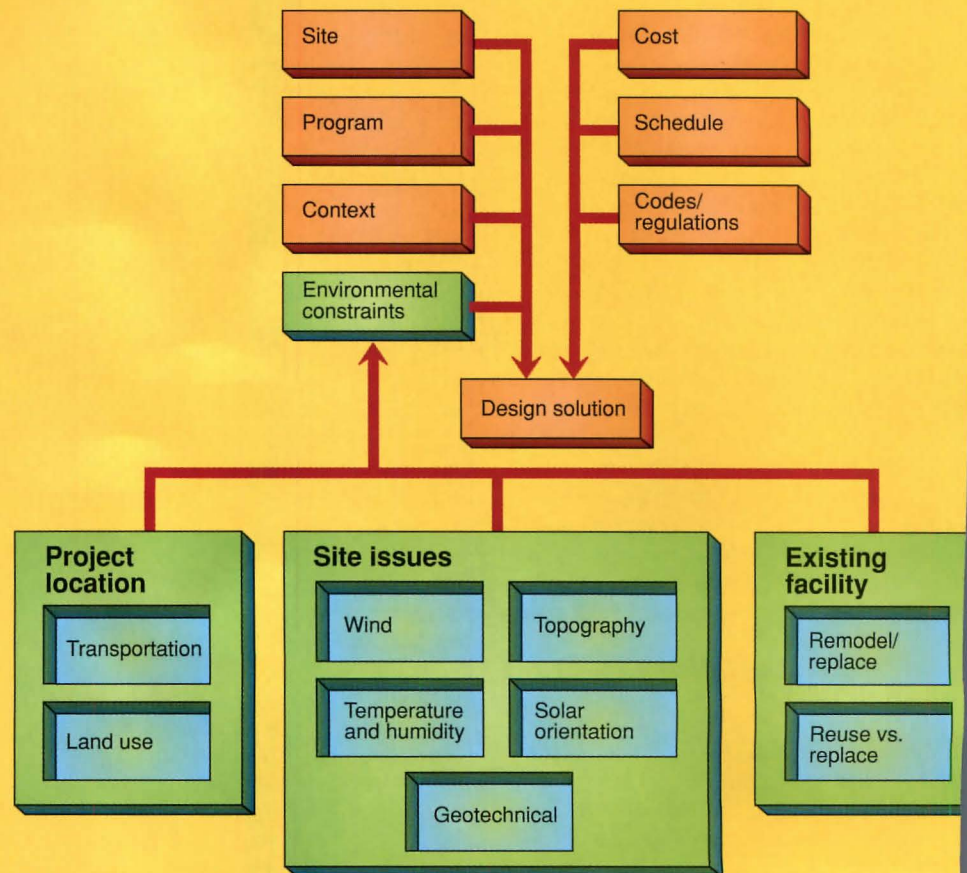 Site
Cost
Program
Schedule
Context
Codes/
regulations
Environmental
constraints
Design solution
Project
location
Transportation
Land use
Site issues
Wind
Topography
Temperature
and humidity
Solar
orientation
Geotechnical
Existing
facility
Remodel/
replace
Reuse vs.
replace